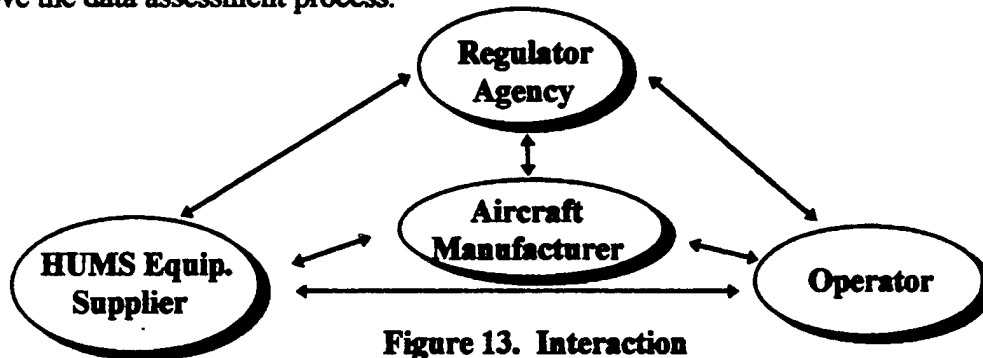 ve the data assessment process.
Regulator
Agency
Aircraft
Manufacturer
HUMS Equip.
Supplier
Operator
Figure 13. Interaction